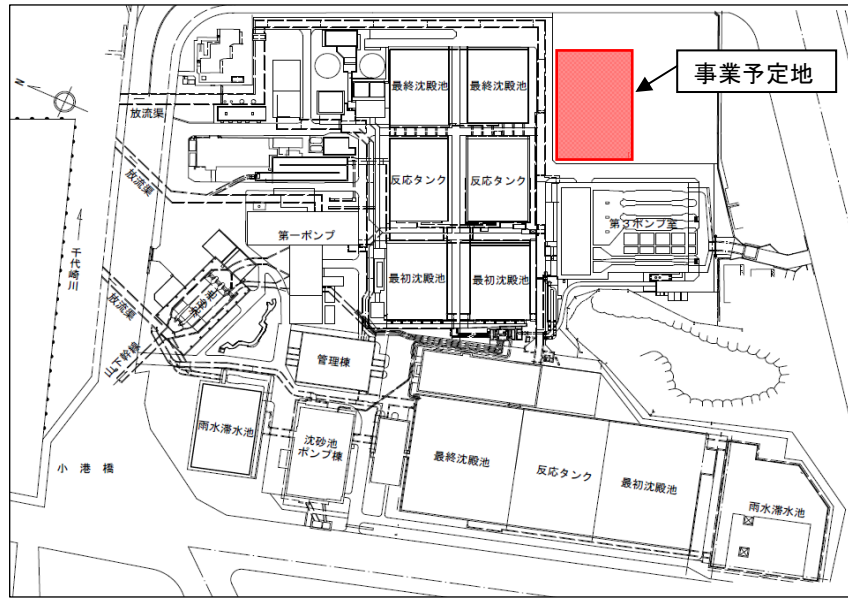 最終沈殿池
最終沈殿池
事業予定地
N
放流渠
放流渠
反応タンク
反応タンク
千代崎川
第一ポンプ
第3ポンプ室
最初沈殿池
最初沈殿池
放流渠
山下幹線
管理棟
雨水滞水池
沈砂池
ポンプ棟
小港橋
最終沈殿池
反応タンク
最初沈殿池
雨水滞水池